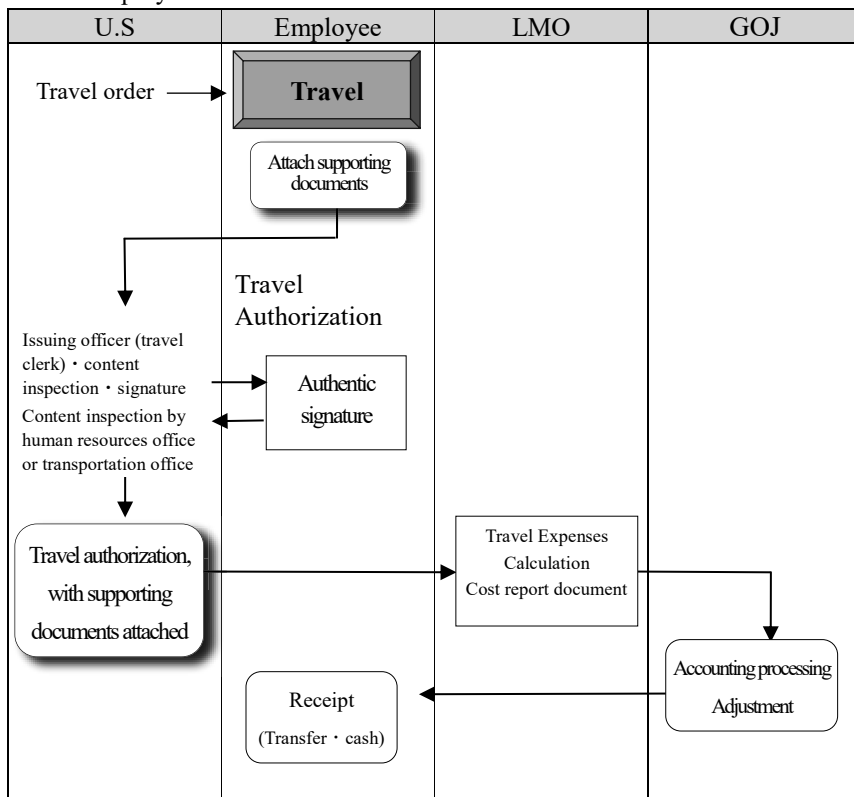 U.S
Employee
LMO
GOJ
Travel order
Travel
Attach supporting
documents
Travel
Authorization
Issuing officer (travel
clerk)・content
inspection・signature
Content inspection by
human resources office
or transportation office
Authentic
signature
Travel authorization,
with supporting
documents attached
Travel Expenses
Calculation
Cost report document
Accounting processing
Adjustment
Receipt
(Transfer・cash)